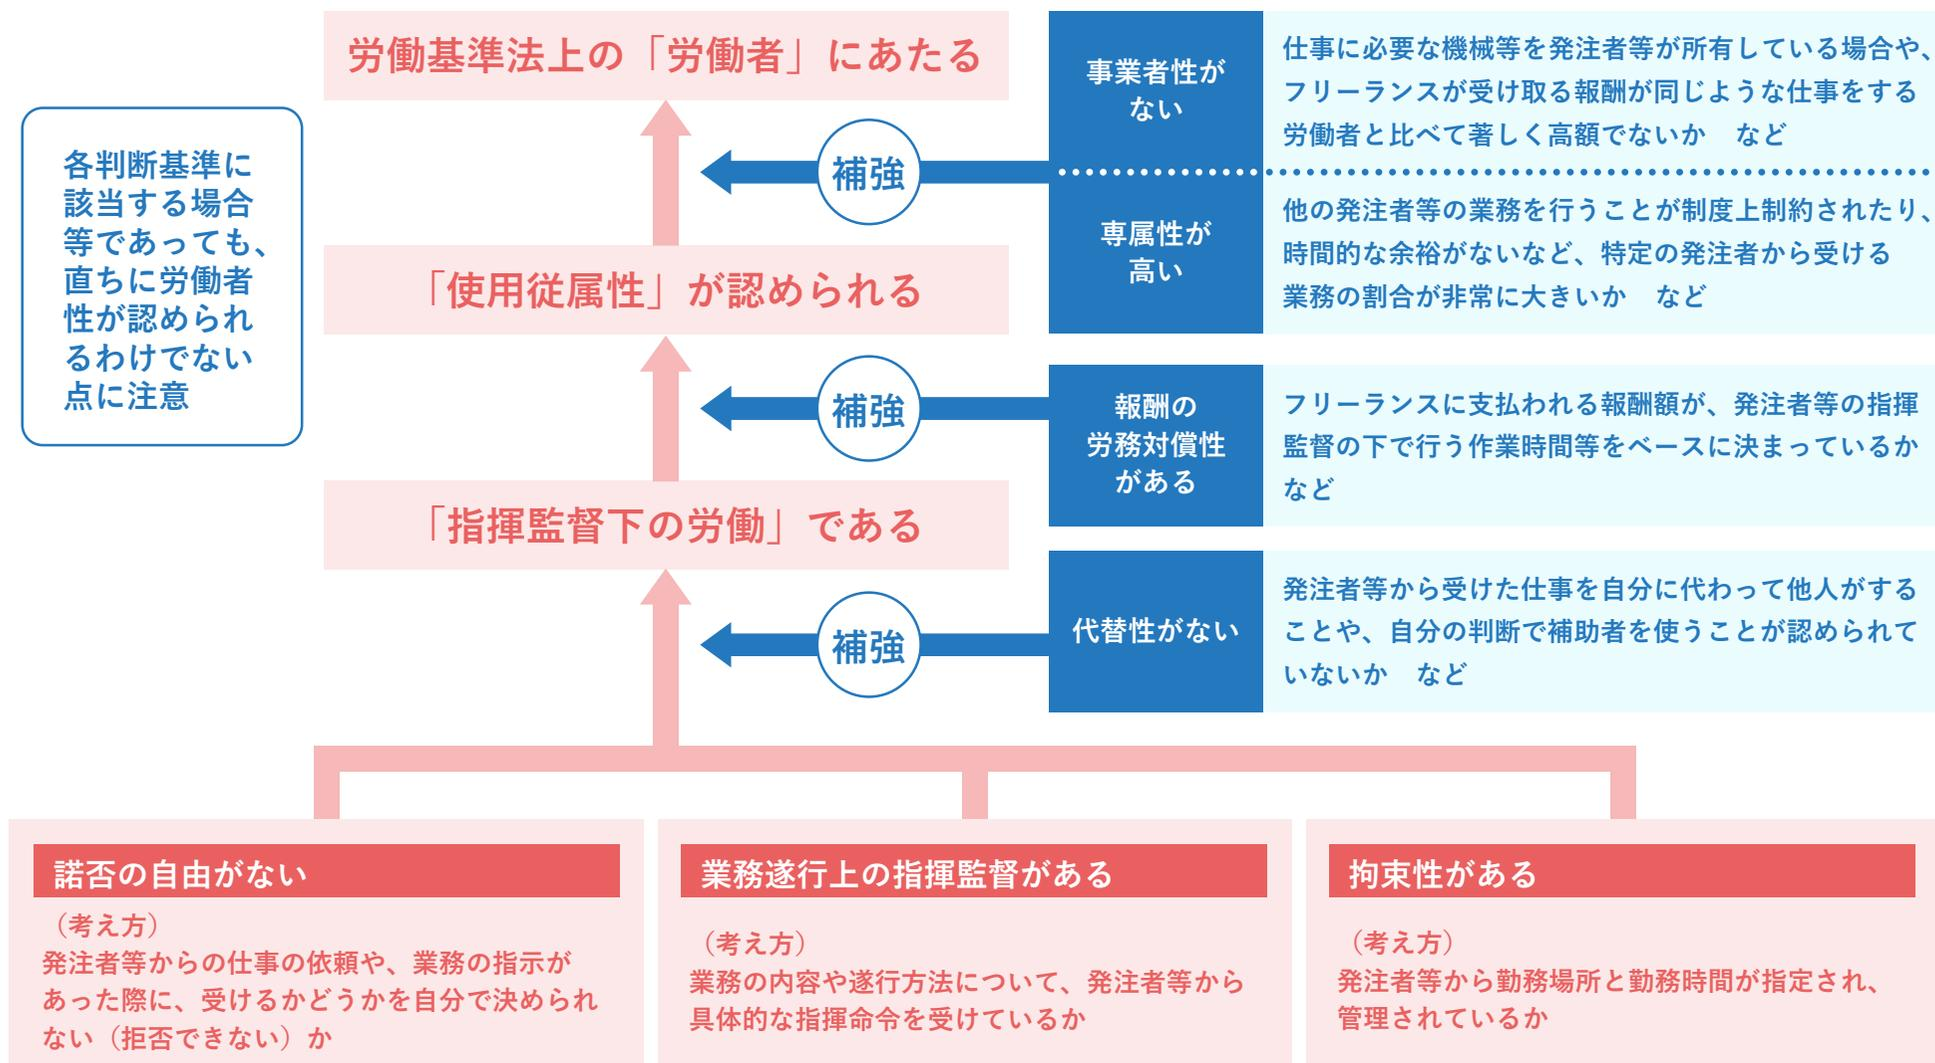 労働基準法上の「労働者」にあたる
各判断基準に
該当する場合
等であっても、
直ちに労働者
性が認められ
るわけでない
点に注意
補強
事業者性が
ない
仕事に必要な機械等を発注者等が所有している場合や、
フリーランスが受け取る報酬が同じような仕事をする
労働者と比べて著しく高額でないか　など
専属性が
高い
他の発注者等の業務を行うことが制度上制約されたり、
時間的な余裕がないなど、特定の発注者から受ける
業務の割合が非常に大きいか　など
「使用従属性」が認められる
補強
報酬の
労務対償性
がある
フリーランスに支払われる報酬額が、発注者等の指揮
監督の下で行う作業時間等をベースに決まっているか
など
「指揮監督下の労働」である
補強
代替性がない
発注者等から受けた仕事を自分に代わって他人がする
ことや、自分の判断で補助者を使うことが認められて
いないか　など
諾否の自由がない
（考え方）
発注者等からの仕事の依頼や、業務の指示が
あった際に、受けるかどうかを自分で決められ
ない（拒否できない）か
業務遂行上の指揮監督がある
（考え方）
業務の内容や遂行方法について、発注者等から
具体的な指揮命令を受けているか
拘束性がある
（考え方）
発注者等から勤務場所と勤務時間が指定され、
管理されているか